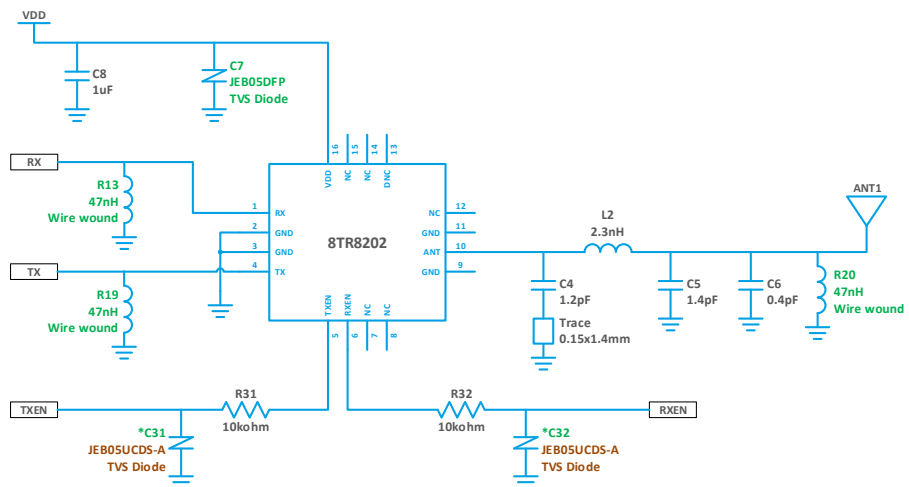 VDD
C8
1uF
C7
JEB05DFP
TVS Diode
16
15
14
13
VDD
NC
NC
DNC
RX
R13
47nH
Wire wound
1
RX
2
GND
3
GND
4
TX
8TR8202
NC
12
GND
11
ANT
10
GND
9
L2
2.3nH
ANT1
TX
R19
47nH
Wire wound
C4
1.2pF
Trace
0.15x1.4mm
C5
1.4pF
C6
0.4pF
R20
47nH
Wire wound
TXEN
RXEN
NC
NC
5
6
7
8
TXEN
R31
10kohm
R32
10kohm
RXEN
*C31
JEB05UCDS-A
TVS Diode
*C32
JEB05UCDS-A
TVS Diode